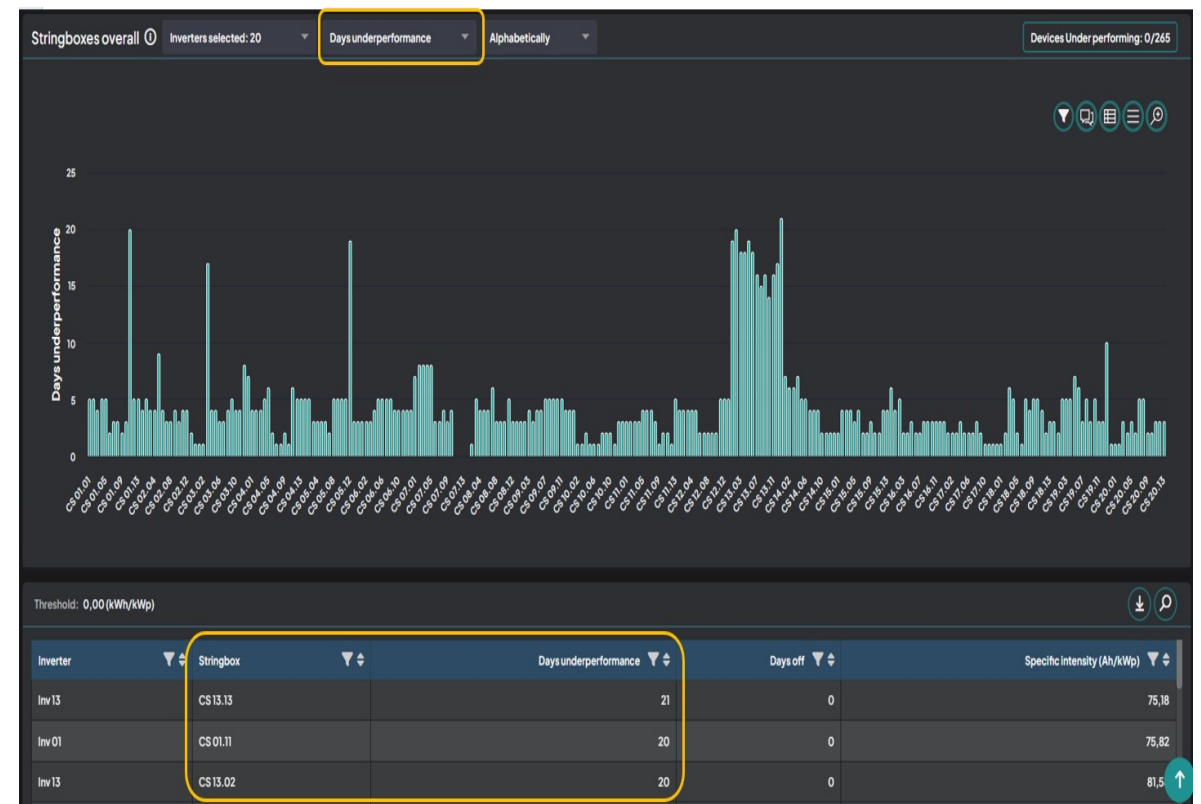 Stringboxes overall Inverters selected: 20 Days underperformance Alphabetically Devices Under performing: 0/265
25
20
15
10
5
0
Days underperformance
CS 01.01 CS 01.05 CS 01.09 CS 01.13 CS 02.04 CS 02.08 CS 02.12 CS 03.02 CS 03.06 CS 03.10 CS 04.01 CS 04.05 CS 04.09 CS 04.13 CS 05.04 CS 05.08 CS 05.12 CS 06.02 CS 06.06 CS 06.10 CS 07.01 CS 07.05 CS 07.09 CS 07.13 CS 08.04 CS 08.08 CS 08.12 CS 09.03 CS 09.07 CS 09.11 CS 10.02 CS 10.06 CS 10.10 CS 11.01 CS 11.05 CS 11.09 CS 11.13 CS 12.04 CS 12.08 CS 12.12 CS 13.03 CS 13.07 CS 13.11 CS 14.02 CS 14.06 CS 14.10 CS 15.01 CS 15.05 CS 15.09 CS 15.13 CS 16.03 CS 16.07 CS 16.11 CS 17.02 CS 17.06 CS 17.10 CS 18.01 CS 18.05 CS 18.09 CS 18.13 CS 19.03 CS 19.07 CS 19.11 CS 20.01 CS 20.05 CS 20.09 CS 20.13
Threshold: 0,00 (kWh/kWp)
Inverter Stringbox Days underperformance Days off Specific intensity (Ah/kWp)
Inv 13 CS 13.13 21 0 75,18
Inv 01 CS 01.11 20 0 75,82
Inv 13 CS 13.02 20 0